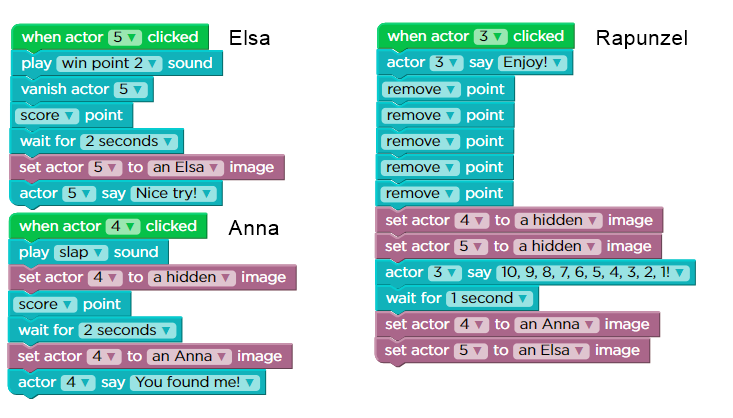 when actor 5 ▼ clicked Elsa
play win point 2 ▼ sound
vanish actor 5 ▼
score ▼ point
wait for 2 seconds ▼
set actor 5 ▼ to an Elsa ▼ image
actor 5 ▼ say Nice try! ▼
when actor 4 ▼ clicked Anna
play slap ▼ sound
set actor 4 ▼ to a hidden ▼ image
score ▼ point
wait for 2 seconds ▼
set actor 4 ▼ to an Anna ▼ image
actor 4 ▼ say You found me! ▼
when actor 3 ▼ clicked Rapunzel
actor 3 ▼ say Enjoy! ▼
remove ▼ point
remove ▼ point
remove ▼ point
remove ▼ point
remove ▼ point
set actor 4 ▼ to a hidden ▼ image
set actor 5 ▼ to a hidden ▼ image
actor 3 ▼ say 10, 9, 8, 7, 6, 5, 4, 3, 2, 1! ▼
wait for 1 second ▼
set actor 4 ▼ to an Anna ▼ image
set actor 5 ▼ to an Elsa ▼ image